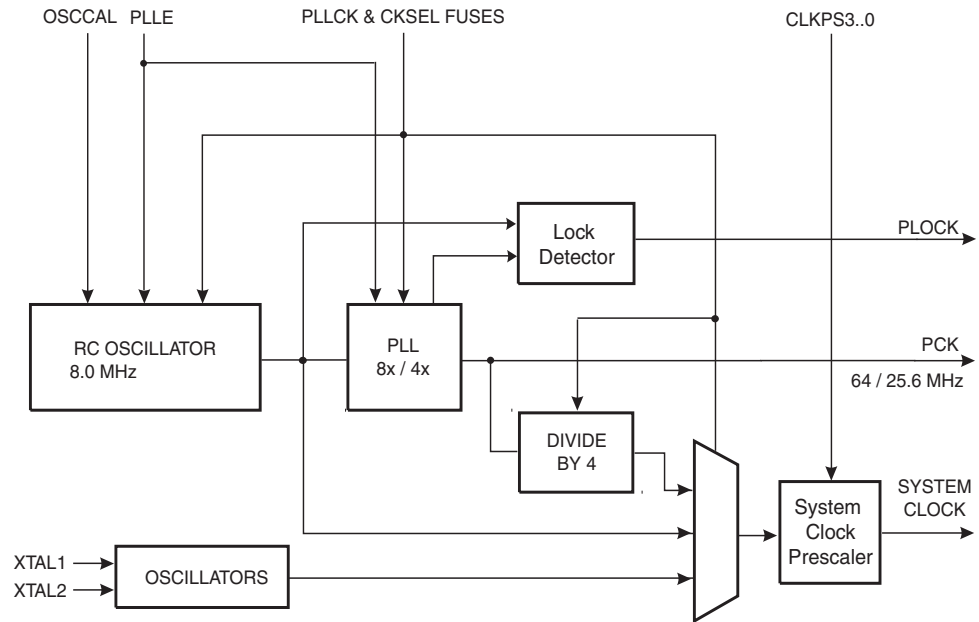 OSCCAL
PLLE
PLLCK & CKSEL FUSES
CLKPS3..0
Lock
Detector
PLOCK
RC OSCILLATOR
8.0 MHz
PLL
8x / 4x
PCK
64 / 25.6 MHz
DIVIDE
BY 4
System
Clock
Prescaler
SYSTEM
CLOCK
XTAL1
XTAL2
OSCILLATORS